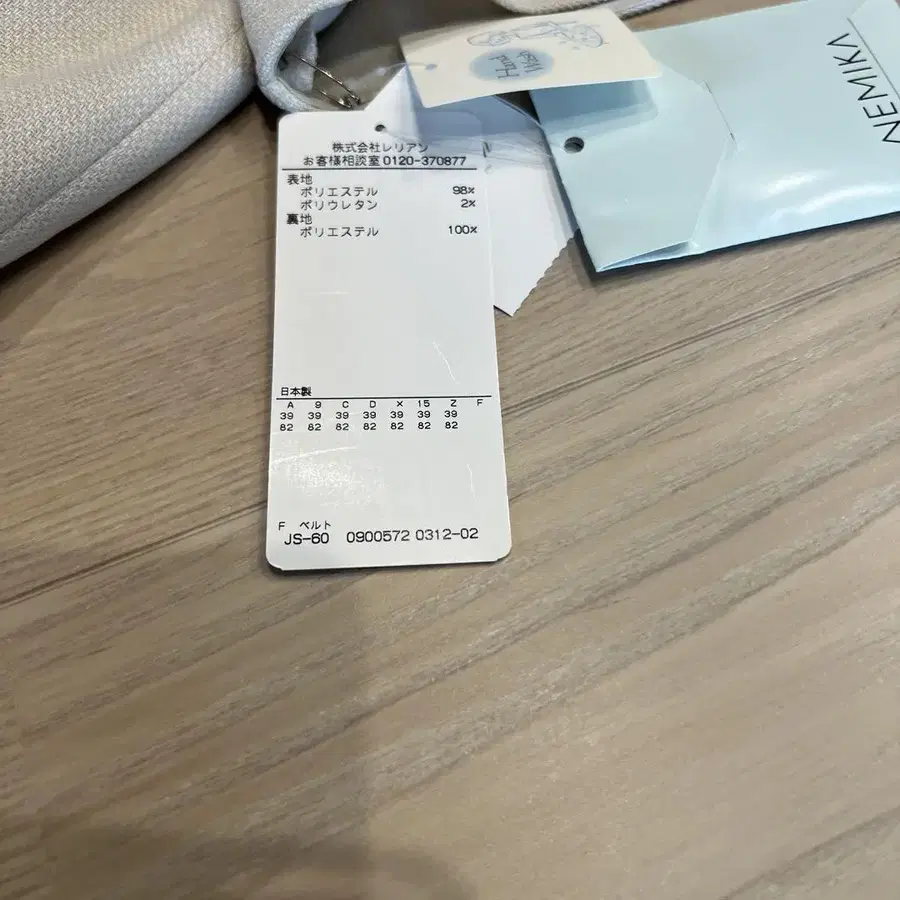 Hand
Wash
NEMIKA
株式会社レリアン
お客様相談室 0120-370877
表地
ポリエステル 98%
ポリウレタン 2%
裏地
ポリエステル 100%
日本製
A 9 C D X 15 Z F
39 39 39 39 39 39 39
82 82 82 82 82 82 82
F ベルト
JS-60 0900572 0312-02